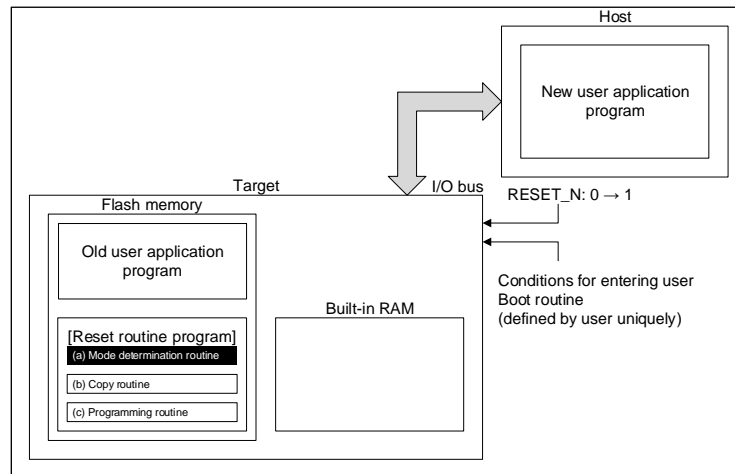 Host
New user application
program
Target
I/O bus
RESET_N: 0 → 1
Flash memory
Old user application
program
Conditions for entering user
Boot routine
(defined by user uniquely)
Built-in RAM
[Reset routine program]
(a) Mode determination routine
(b) Copy routine
(c) Programming routine